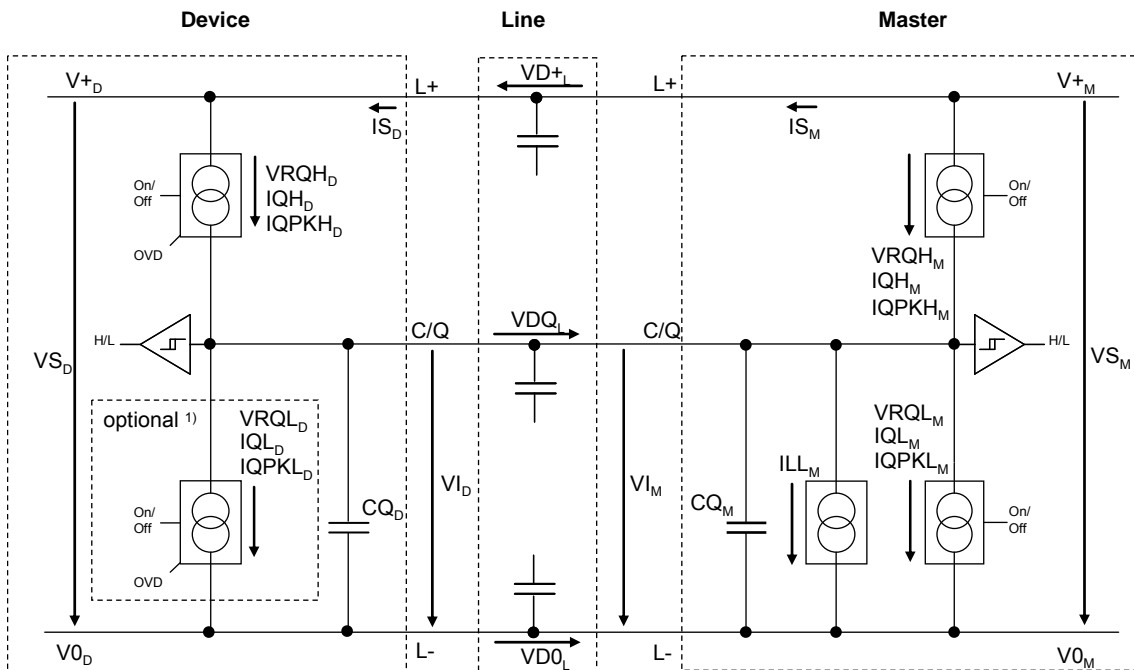 Device
Line
Master
V+D
L+
VD+L
L+
V+M
ISD
ISM
On/
Off
OVD
VRQHD
IQHD
IQPKHD
VRQHM
IQHM
IQPKHM
On/
Off
H/L
C/Q
VDQL
C/Q
H/L
VSD
VSM
optional 1)
VRQLD
IQLD
IQPKLD
On/
Off
OVD
CQD
VID
VIM
CQM
ILLM
VRQLM
IQLM
IQPKLM
On/
Off
V0D
L-
VD0L
L-
V0M